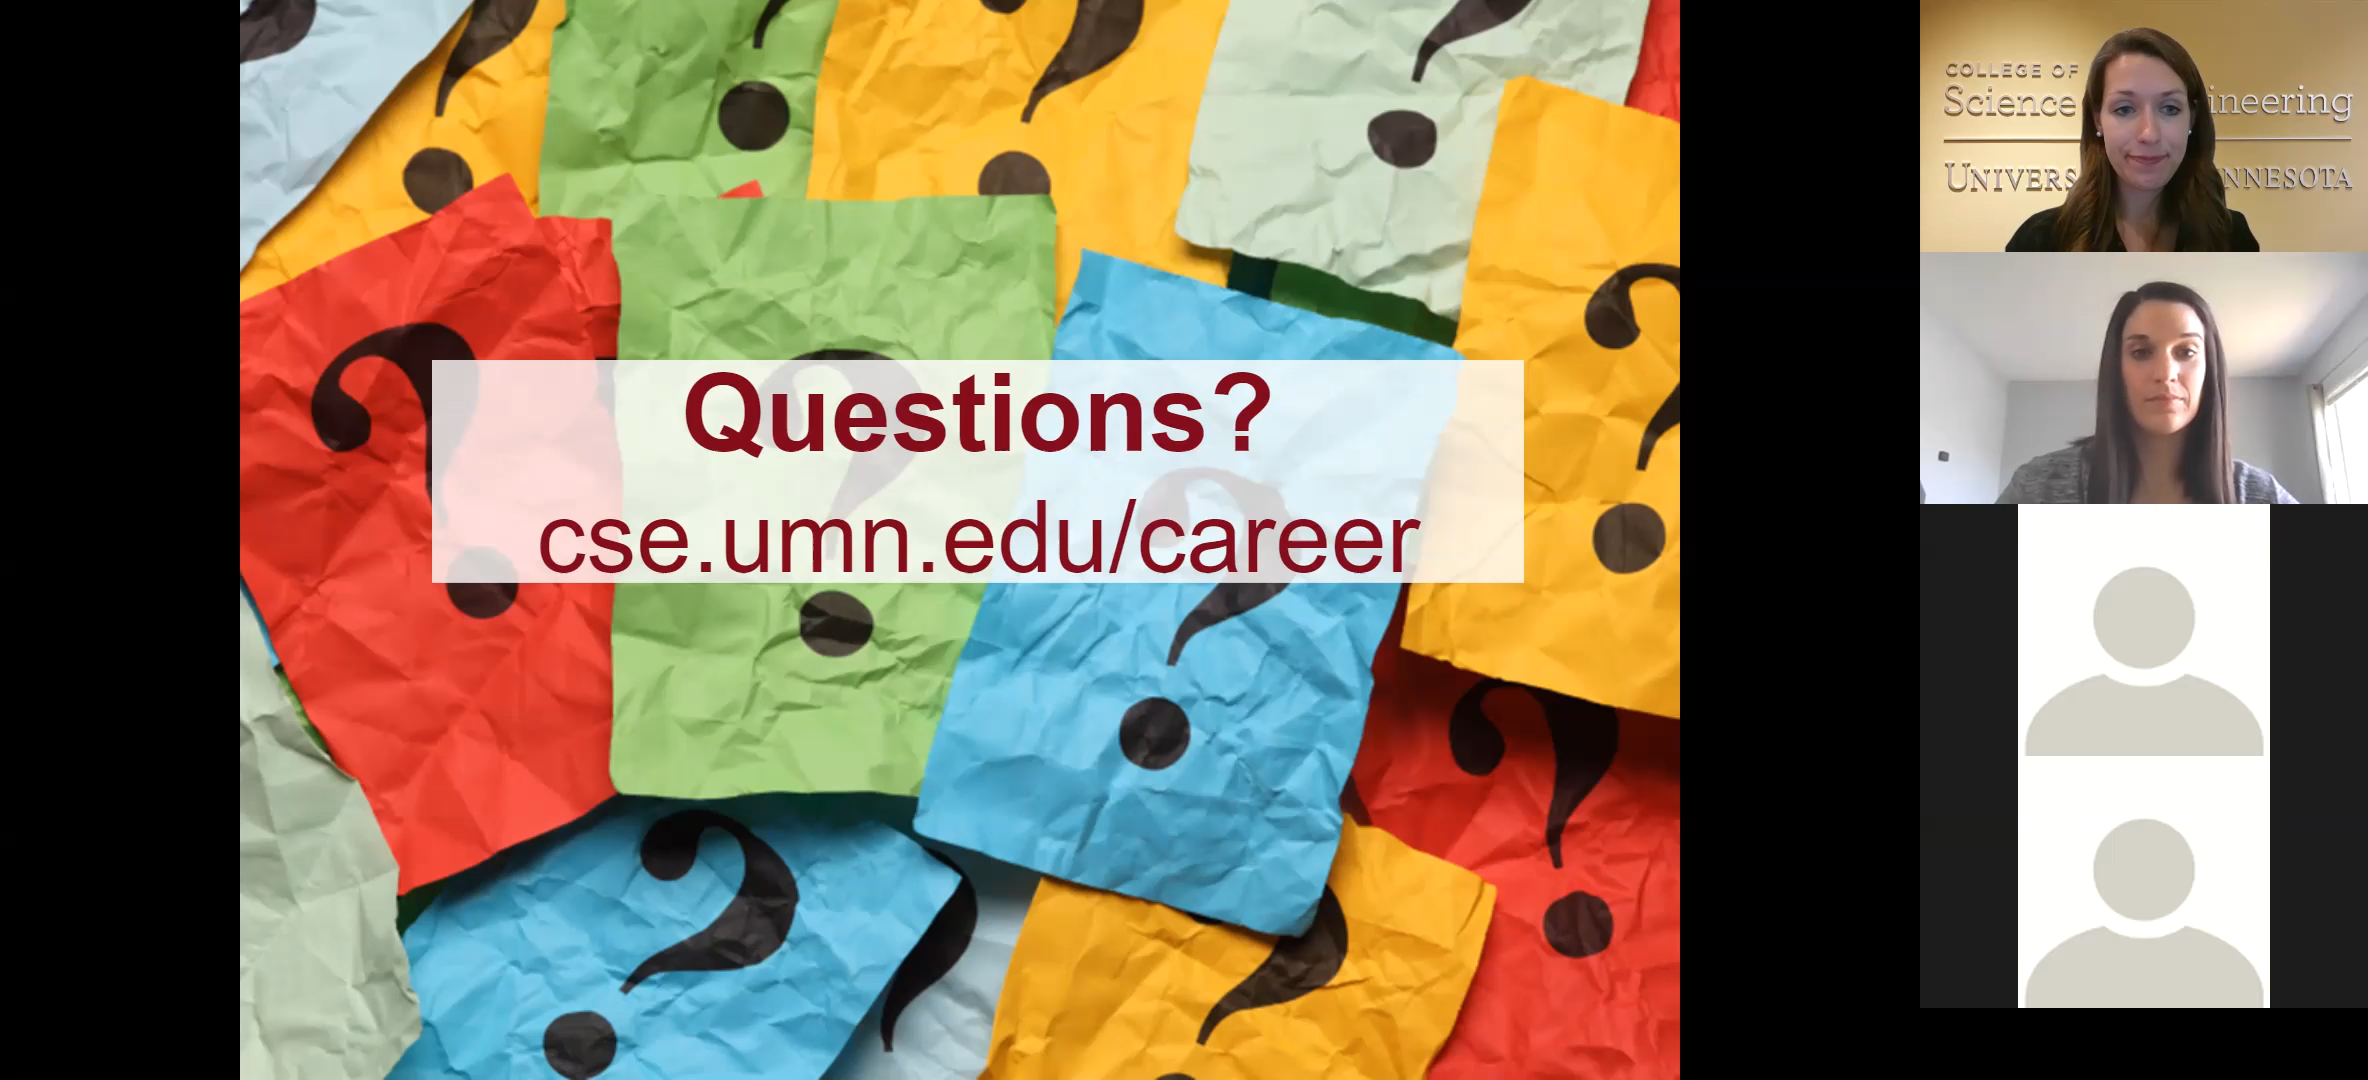 Questions?
cse.umn.edu/career
COLLEGE OF
Science
ineering
UNIVERS
NNESOTA